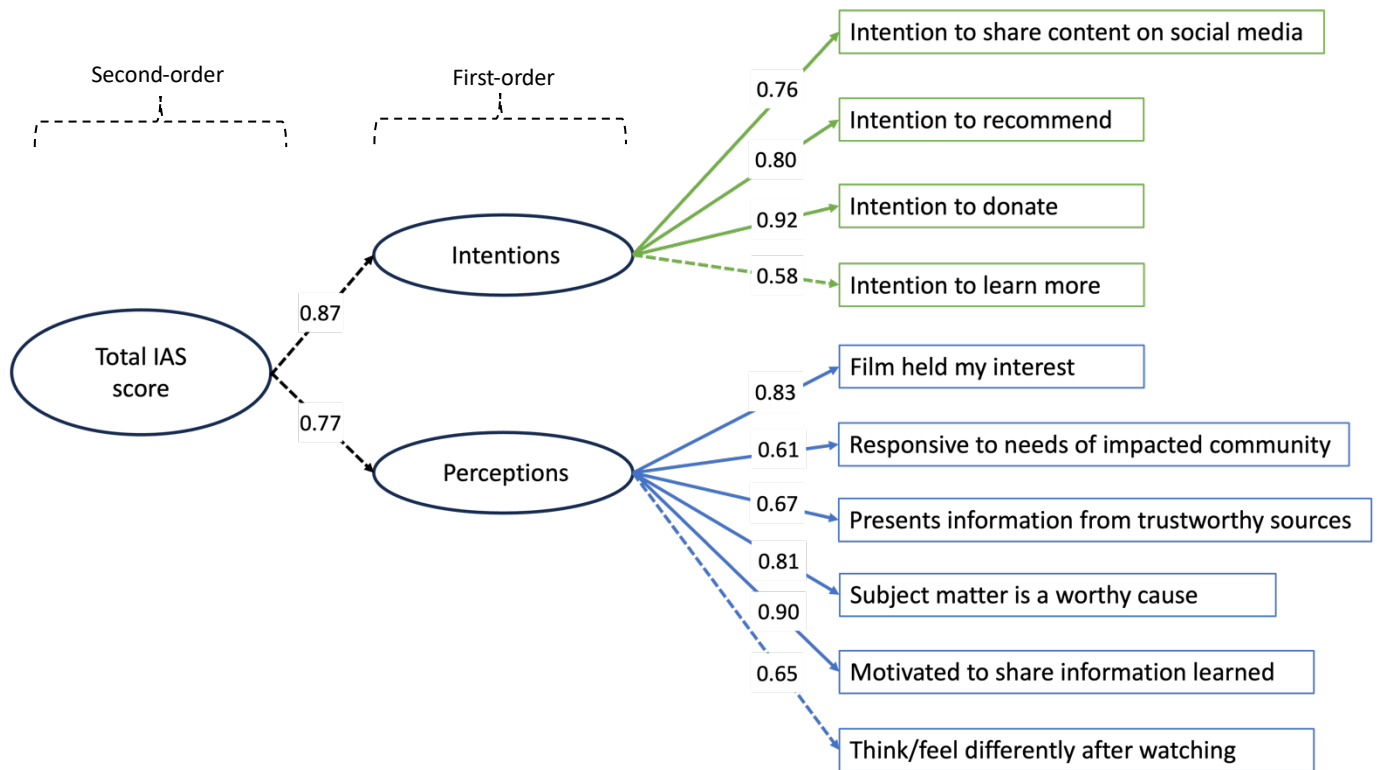 Second-order
First-order
Total IAS
score
0.87
0.77
Intentions
Perceptions
0.76
0.80
0.92
0.58
0.83
0.61
0.67
0.81
0.90
0.65
Intention to share content on social media
Intention to recommend
Intention to donate
Intention to learn more
Film held my interest
Responsive to needs of impacted community
Presents information from trustworthy sources
Subject matter is a worthy cause
Motivated to share information learned
Think/feel differently after watching